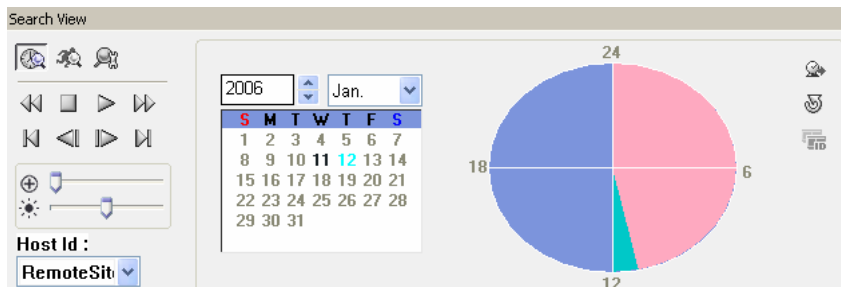 Search View
24
2006 Jan.
S M T W T F S
1 2 3 4 5 6 7
8 9 10 11 12 13 14
15 16 17 18 19 20 21
22 23 24 25 26 27 28
29 30 31
18
6
12
EID
Host Id :
RemoteSit